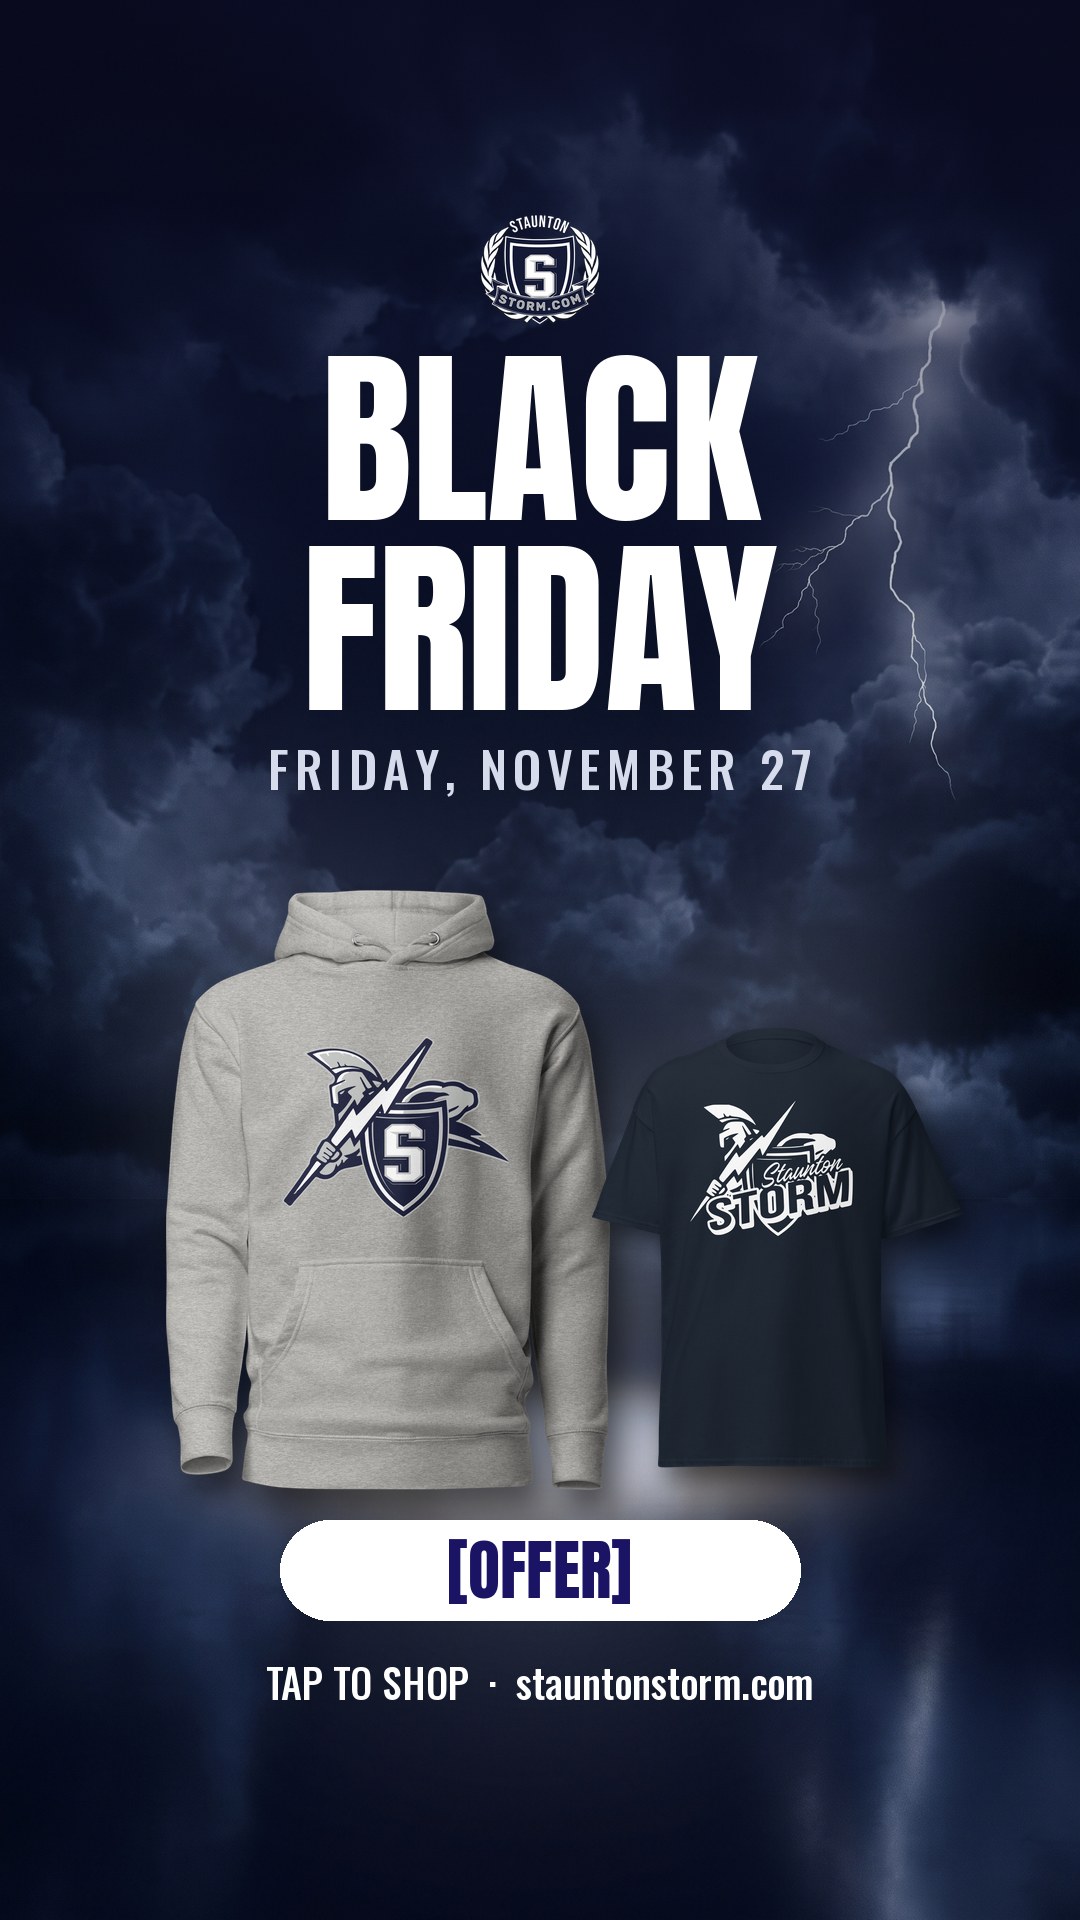 STAUNTON
S
STORM.COM
BLACK
FRIDAY
FRIDAY, NOVEMBER 27
S
Staunton
STORM
[OFFER]
TAP TO SHOP · stauntonstorm.com